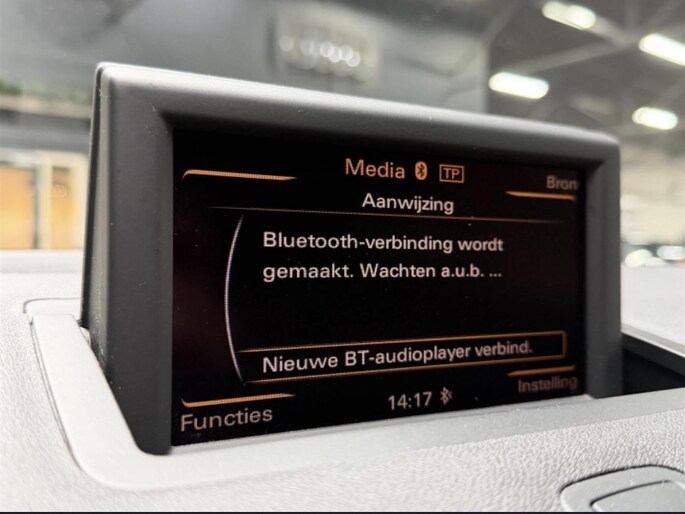 Media TP
Bron
Aanwijzing
Bluetooth-verbinding wordt
gemaakt. Wachten a.u.b. ...
Nieuwe BT-audioplayer verbind.
Functies
14:17
Instelling